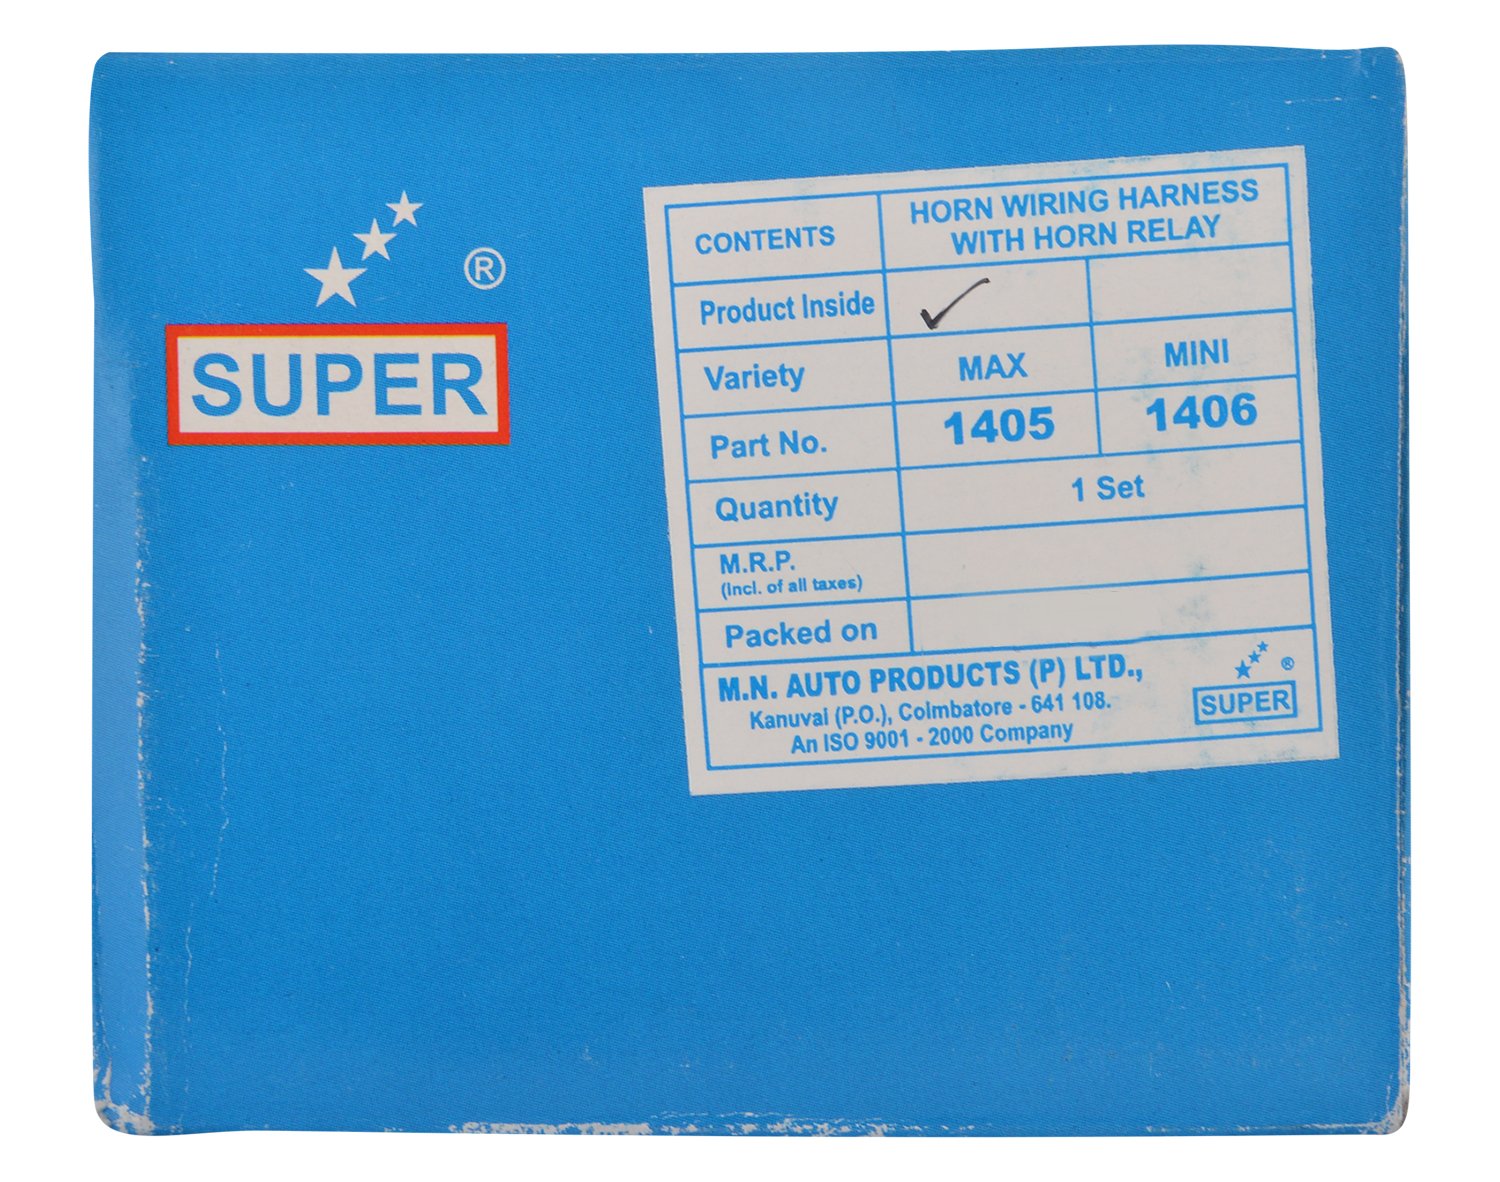 ®
SUPER
CONTENTS
HORN WIRING HARNESS
WITH HORN RELAY
Product Inside ✓
Variety MAX MINI
Part No. 1405 1406
Quantity 1 Set
M.R.P.
(Incl. of all taxes)
Packed on
M.N. AUTO PRODUCTS (P) LTD.,
Kanuvai (P.O.), Coimbatore - 641 108.
An ISO 9001 - 2000 Company
®
SUPER